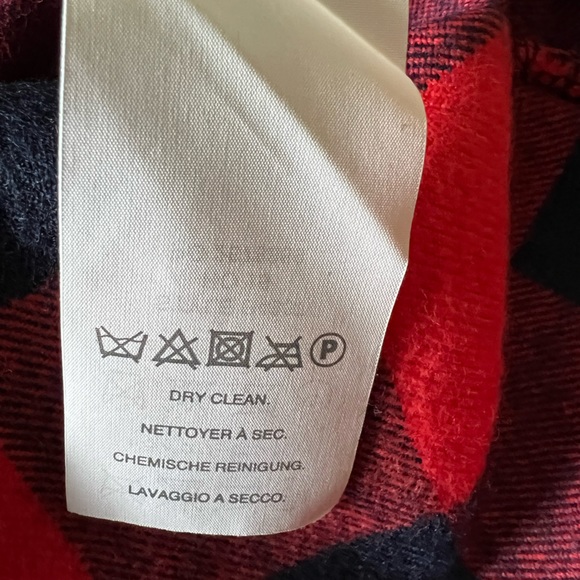 P
DRY CLEAN.
NETTOYER À SEC.
CHEMISCHE REINIGUNG.
LAVAGGIO A SECCO.